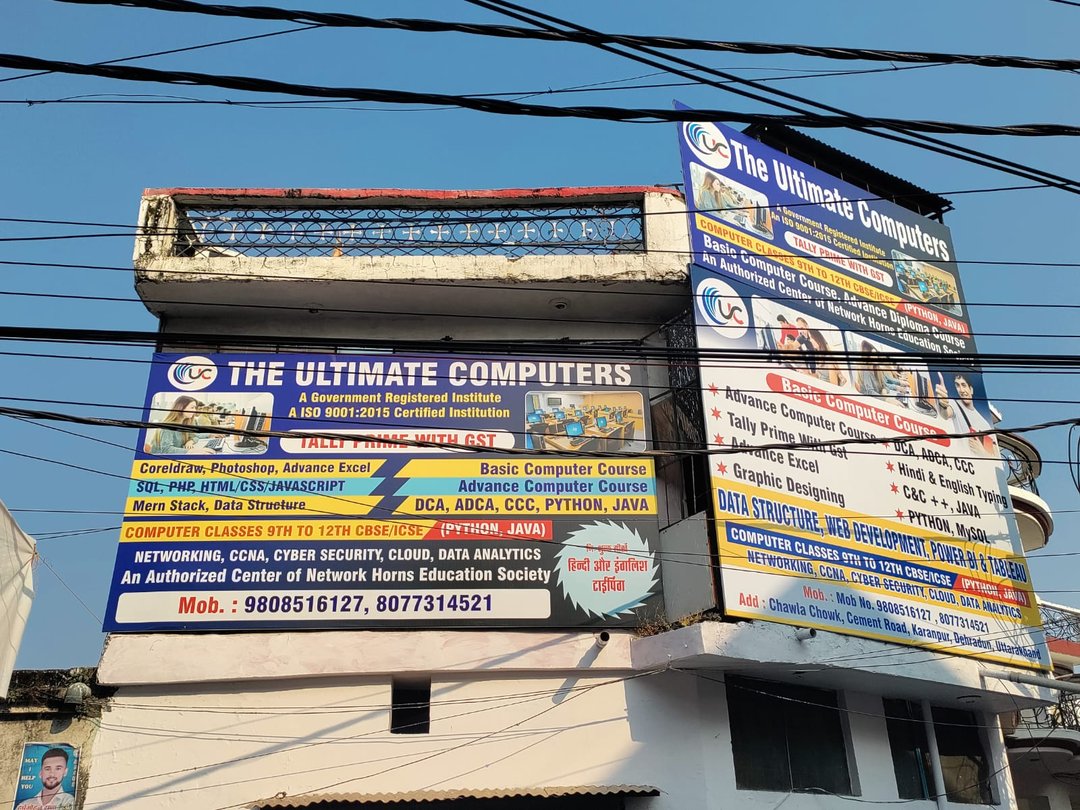 UC THE ULTIMATE COMPUTERS
A Government Registered Institute
A ISO 9001:2015 Certified Institution
TALLY PRIME WITH GST
Coreldraw, Photoshop, Advance Excel
SQL, PHP, HTML/CSS/JAVASCRIPT
Mern Stack, Data Structure
Basic Computer Course
Advance Computer Course
DCA, ADCA, CCC, PYTHON, JAVA
COMPUTER CLASSES 9TH TO 12TH CBSE/ICSE (PYTHON, JAVA)
NETWORKING, CCNA, CYBER SECURITY, CLOUD, DATA ANALYTICS
An Authorized Center of Network Horns Education Society
हिन्दी और इंगलिश
टाईपिंग
Mob. : 9808516127, 8077314521
UC The Ultimate Computers
A Government Registered Institute
An ISO 9001:2015 Certified
TALLY PRIME WITH GST
COMPUTER CLASSES 9TH TO 12TH CBSE/ICSE (PYTHON, JAVA)
Basic Computer Course, Advance Diploma Course
An Authorized Center of Network Horns Education
UC
Basic Computer Course
Advance Computer Course
Tally Prime With Gst
Advance Excel
Graphic Designing
DCA, ADCA, CCC
Hindi & English Typing
C&C ++, JAVA
PYTHON, MySQL
DATA STRUCTURE, WEB DEVELOPMENT, POWER BI & TABLEAU
COMPUTER CLASSES 9TH TO 12TH CBSE/ICSE (PYTHON, JAVA)
NETWORKING, CCNA, CYBER SECURITY, CLOUD, DATA ANALYTICS
Mob. : Mob No. 9808516127 , 8077314521
Add : Chawla Chowk, Cement Road, Karanpur, Dehradun, Uttarakhand
MAY
I
HELP
YOU